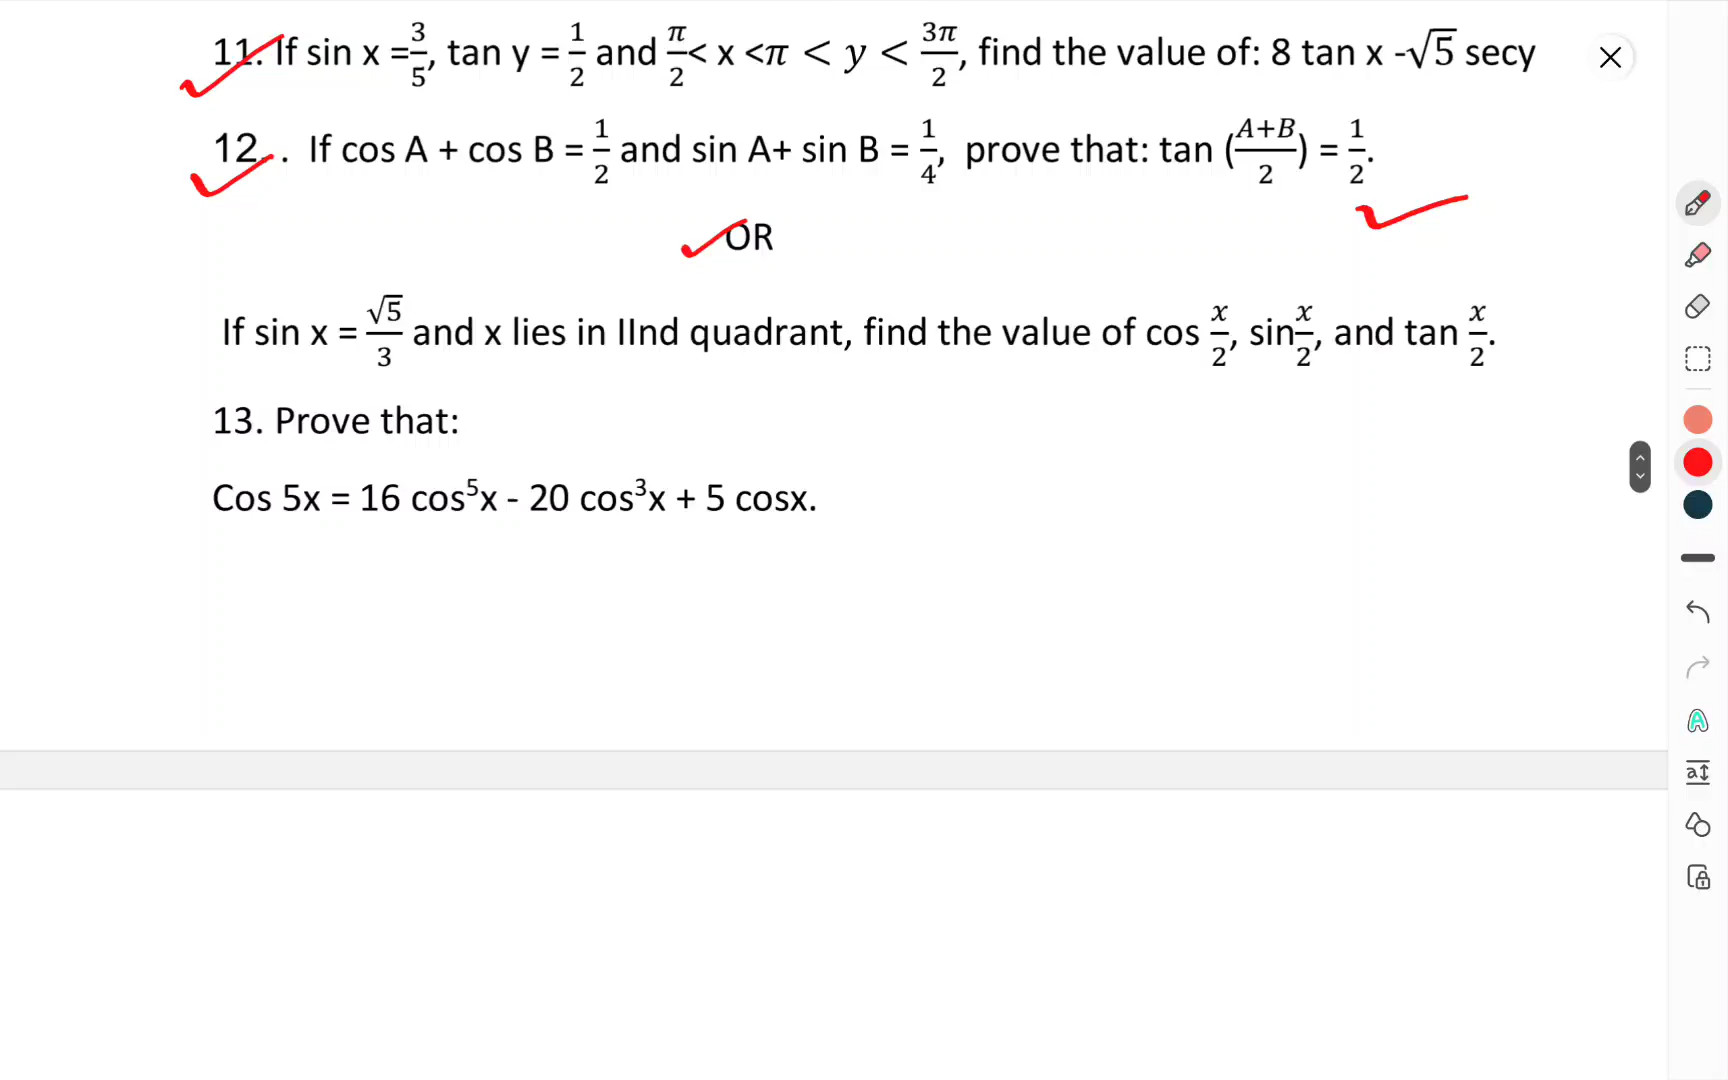 11. If sin x = 3/5, tan y = 1/2 and π/2 < x <π < y < 3π/2, find the value of: 8 tan x -√5 secy
12. . If cos A + cos B = 1/2 and sin A+ sin B = 1/4, prove that: tan (A+B/2) = 1/2.
OR
If sin x = √5/3 and x lies in IInd quadrant, find the value of cos x/2, sin x/2, and tan x/2.
13. Prove that:
Cos 5x = 16 cos⁵x - 20 cos³x + 5 cosx.
A
a